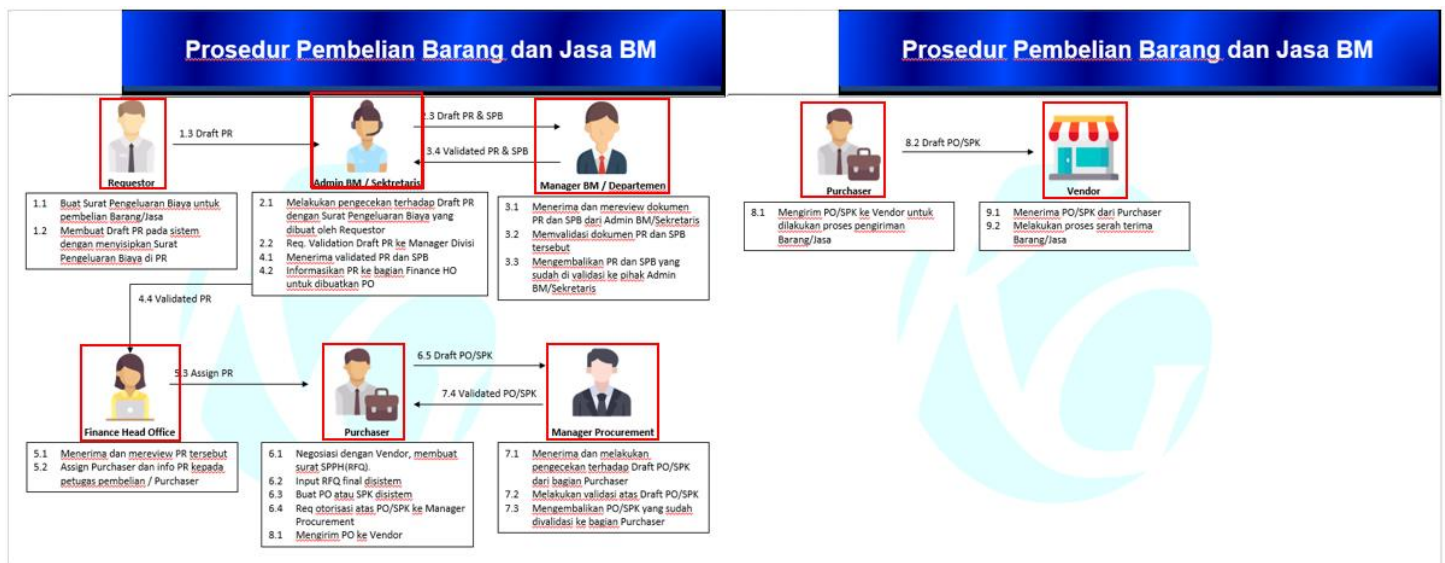 Prosedur Pembelian Barang dan Jasa BM
1.3 Draft PR
2.3 Draft PR & SPB
3.4 Validated PR & SPB
Requestor
Admin BM / Sektretaris
Manager BM / Departemen
1.1 Buat Surat Pengeluaran Biaya untuk
pembelian Barang/Jasa
1.2 Membuat Draft PR pada sistem
dengan menyisipkan Surat
Pengeluaran Biaya di PR
2.1 Melakukan pengecekan terhadap Draft PR
dengan Surat Pengeluaran Biaya yang
dibuat oleh Requestor
2.2 Req. Validation Draft PR ke Manager Divisi
4.1 Menerima validated PR dan SPB
4.2 Informasikan PR ke bagian Finance HO
untuk dibuatkan PO
3.1 Menerima dan mereview dokumen
PR dan SPB dari Admin BM/Sekretaris
3.2 Memvalidasi dokumen PR dan SPB
tersebut
3.3 Mengembalikan PR dan SPB yang
sudah di validasi ke pihak Admin
BM/Sekretaris
4.4 Validated PR
5.3 Assign PR
6.5 Draft PO/SPK
7.4 Validated PO/SPK
Finance Head Office
Purchaser
Manager Procurement
5.1 Menerima dan mereview PR tersebut
5.2 Assign Purchaser dan info PR kepada
petugas pembelian / Purchaser
6.1 Negosiasi dengan Vendor, membuat
surat SPPH(RFQ).
6.2 Input RFQ final disistem
6.3 Buat PO atau SPK disistem
6.4 Req otorisasi atas PO/SPK ke Manager
Procurement
8.1 Mengirim PO ke Vendor
7.1 Menerima dan melakukan
pengecekan terhadap Draft PO/SPK
dari bagian Purchaser
7.2 Melakukan validasi atas Draft PO/SPK
7.3 Mengembalikan PO/SPK yang sudah
divalidasi ke bagian Purchaser
Prosedur Pembelian Barang dan Jasa BM
8.2 Draft PO/SPK
Purchaser
Vendor
8.1 Mengirim PO/SPK ke Vendor untuk
dilakukan proses pengiriman
Barang/Jasa
9.1 Menerima PO/SPK dari Purchaser
9.2 Melakukan proses serah terima
Barang/Jasa